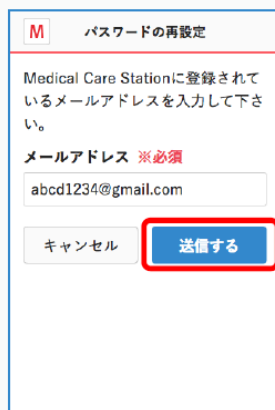 M パスワードの再設定
Medical Care Stationに登録されて
いるメールアドレスを入力して下さ
い。
メールアドレス ※必須
abcd1234@gmail.com
キャンセル 送信する